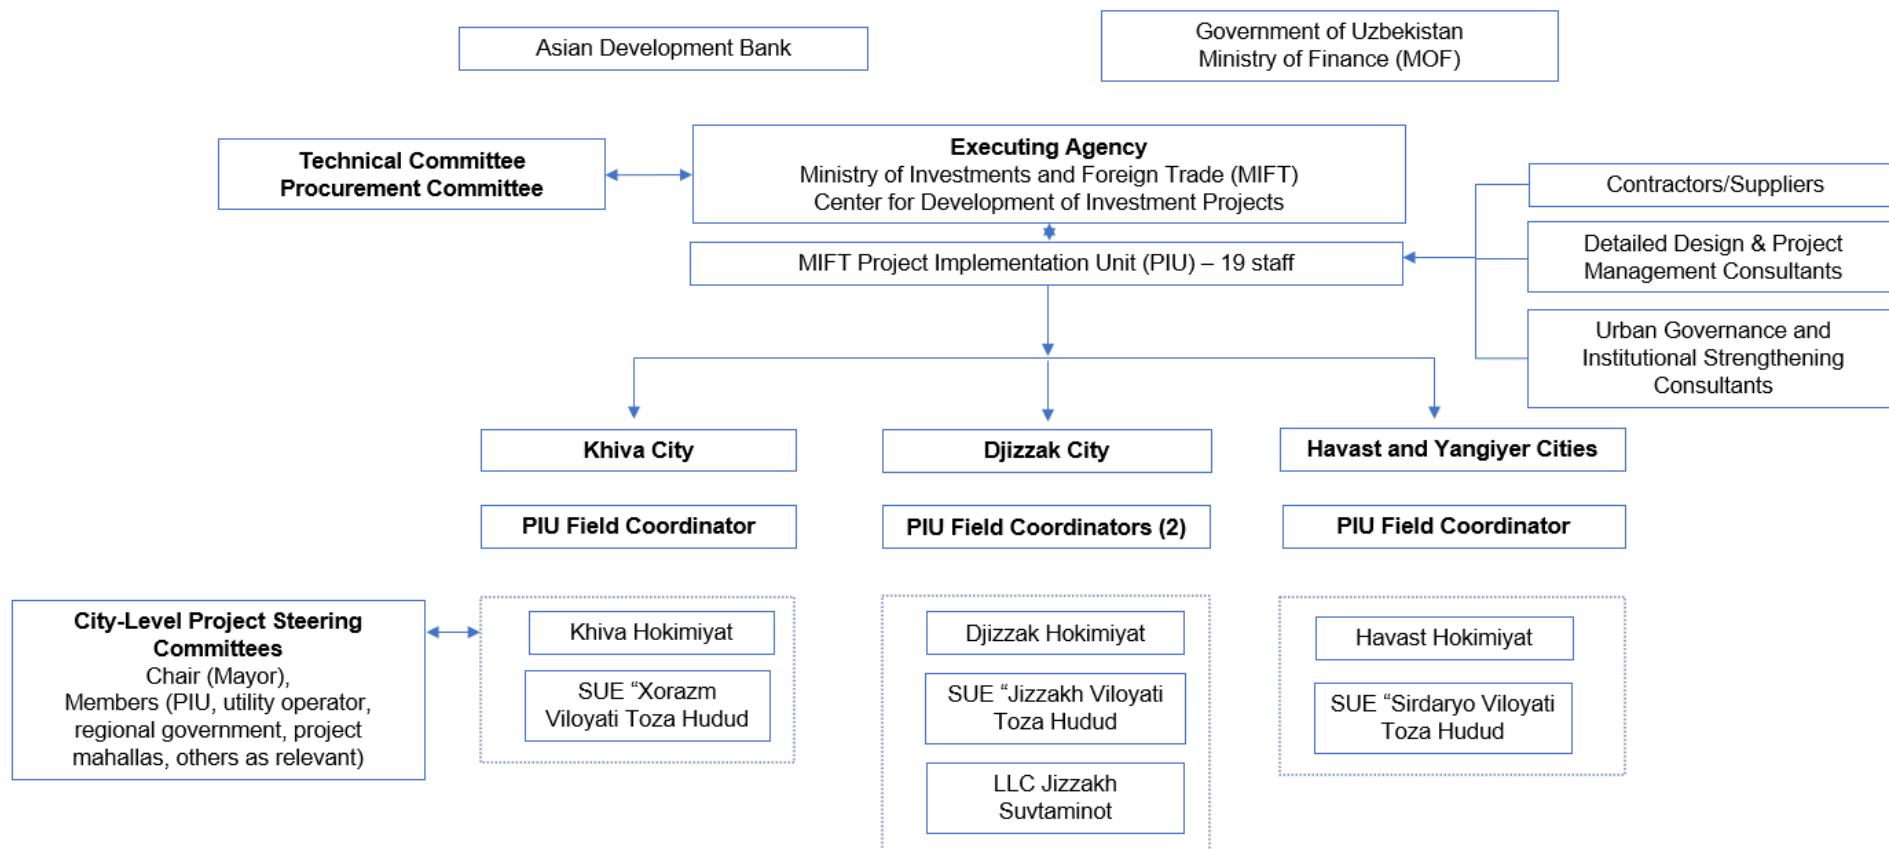 Asian Development Bank
Government of Uzbekistan
Ministry of Finance (MOF)
Technical Committee
Procurement Committee
Executing Agency
Ministry of Investments and Foreign Trade (MIFT)
Center for Development of Investment Projects
MIFT Project Implementation Unit (PIU) – 19 staff
Contractors/Suppliers
Detailed Design & Project
Management Consultants
Urban Governance and
Institutional Strengthening
Consultants
Khiva City
Djizzak City
Havast and Yangiyer Cities
PIU Field Coordinator
PIU Field Coordinators (2)
PIU Field Coordinator
City-Level Project Steering
Committees
Chair (Mayor),
Members (PIU, utility operator,
regional government, project
mahallas, others as relevant)
Khiva Hokimiyat
SUE “Xorazm
Viloyati Toza Hudud
Djizzak Hokimiyat
SUE “Jizzakh Viloyati
Toza Hudud
LLC Jizzakh
Suvtaminot
Havast Hokimiyat
SUE “Sirdaryo Viloyati
Toza Hudud